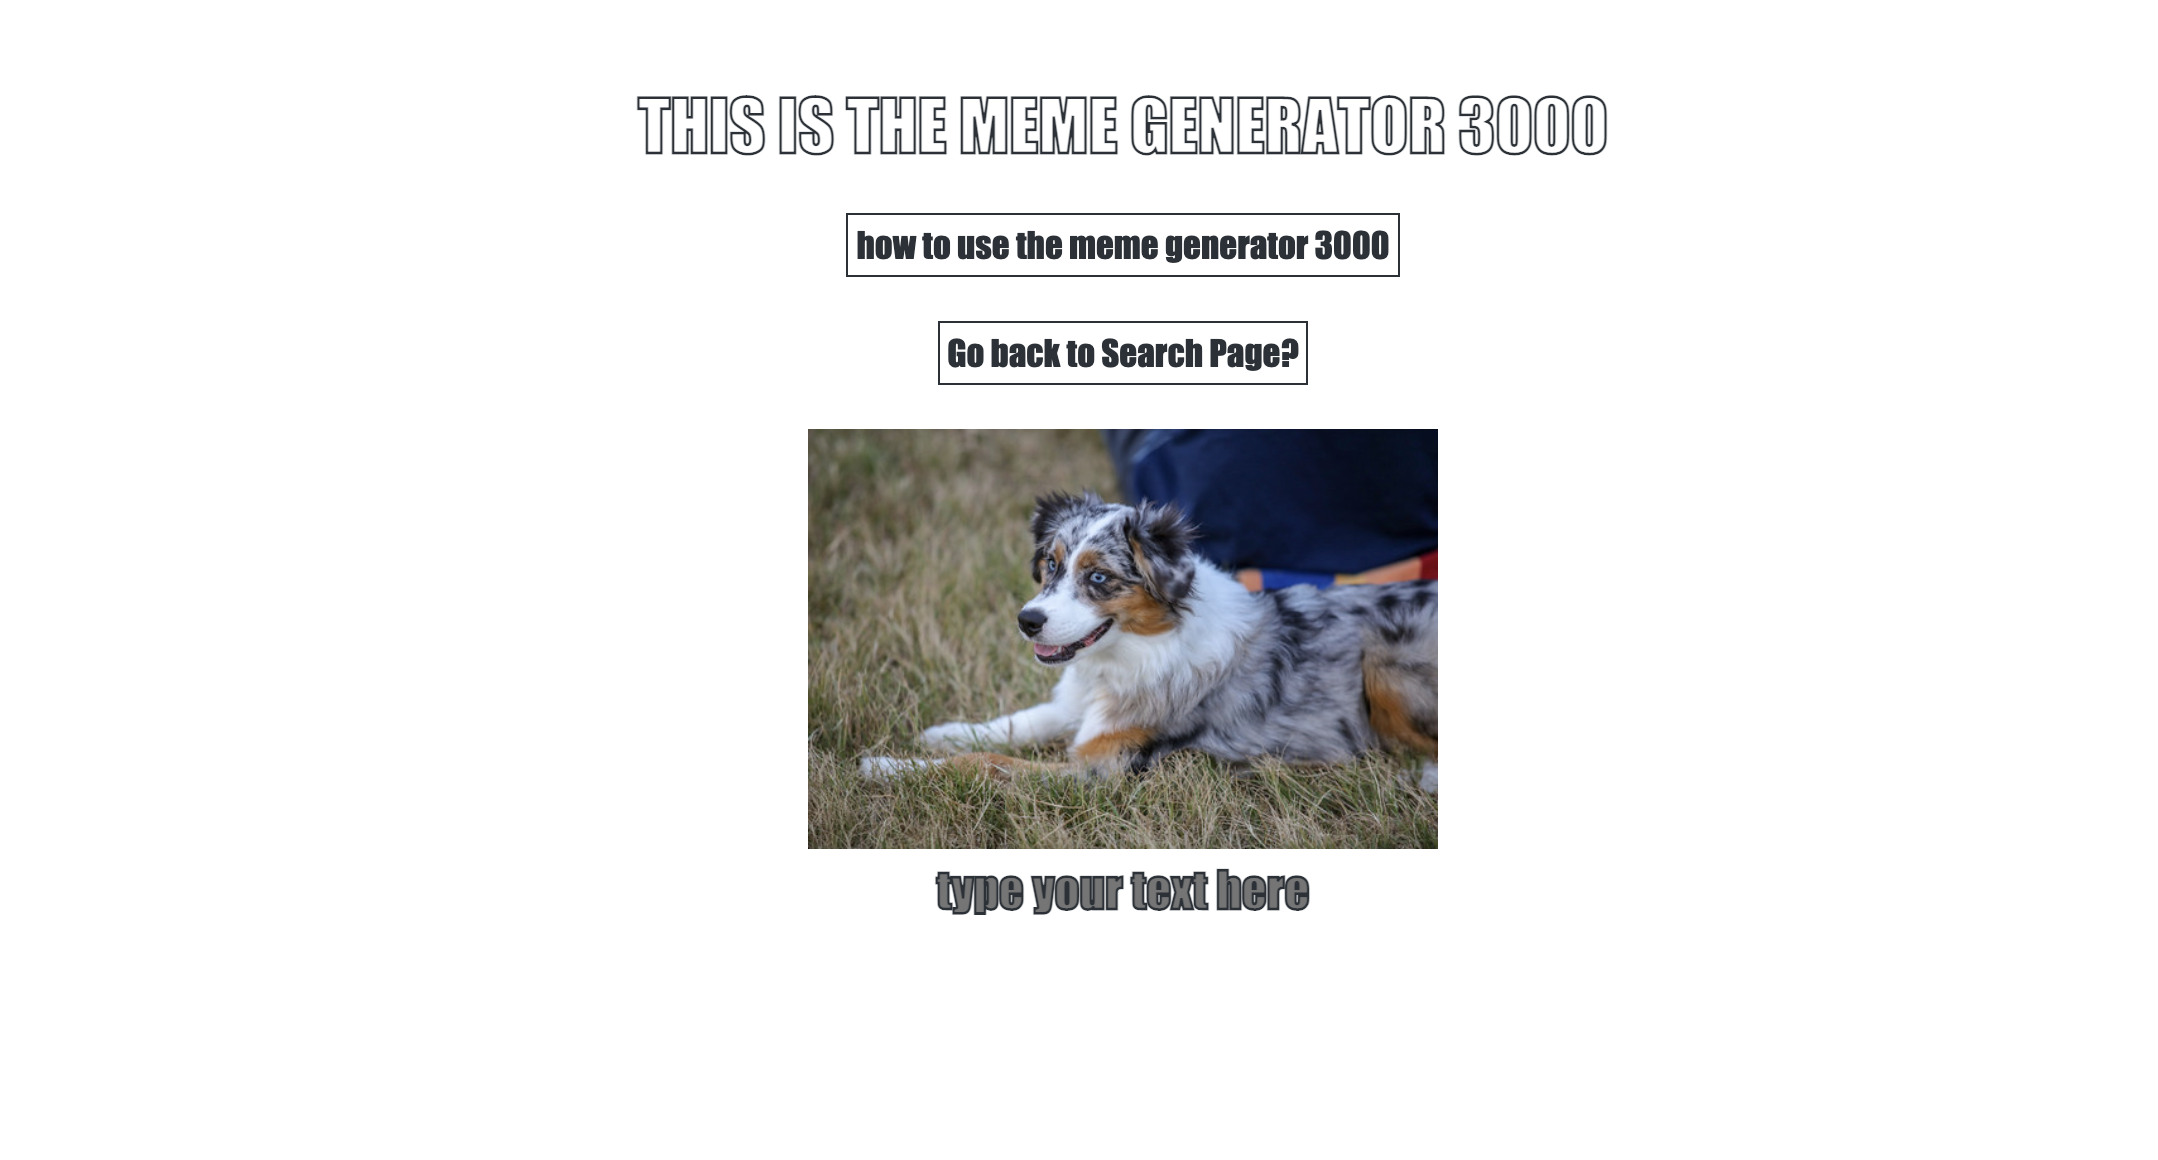 THIS IS THE MEME GENERATOR 3000
how to use the meme generator 3000
Go back to Search Page?
type your text here